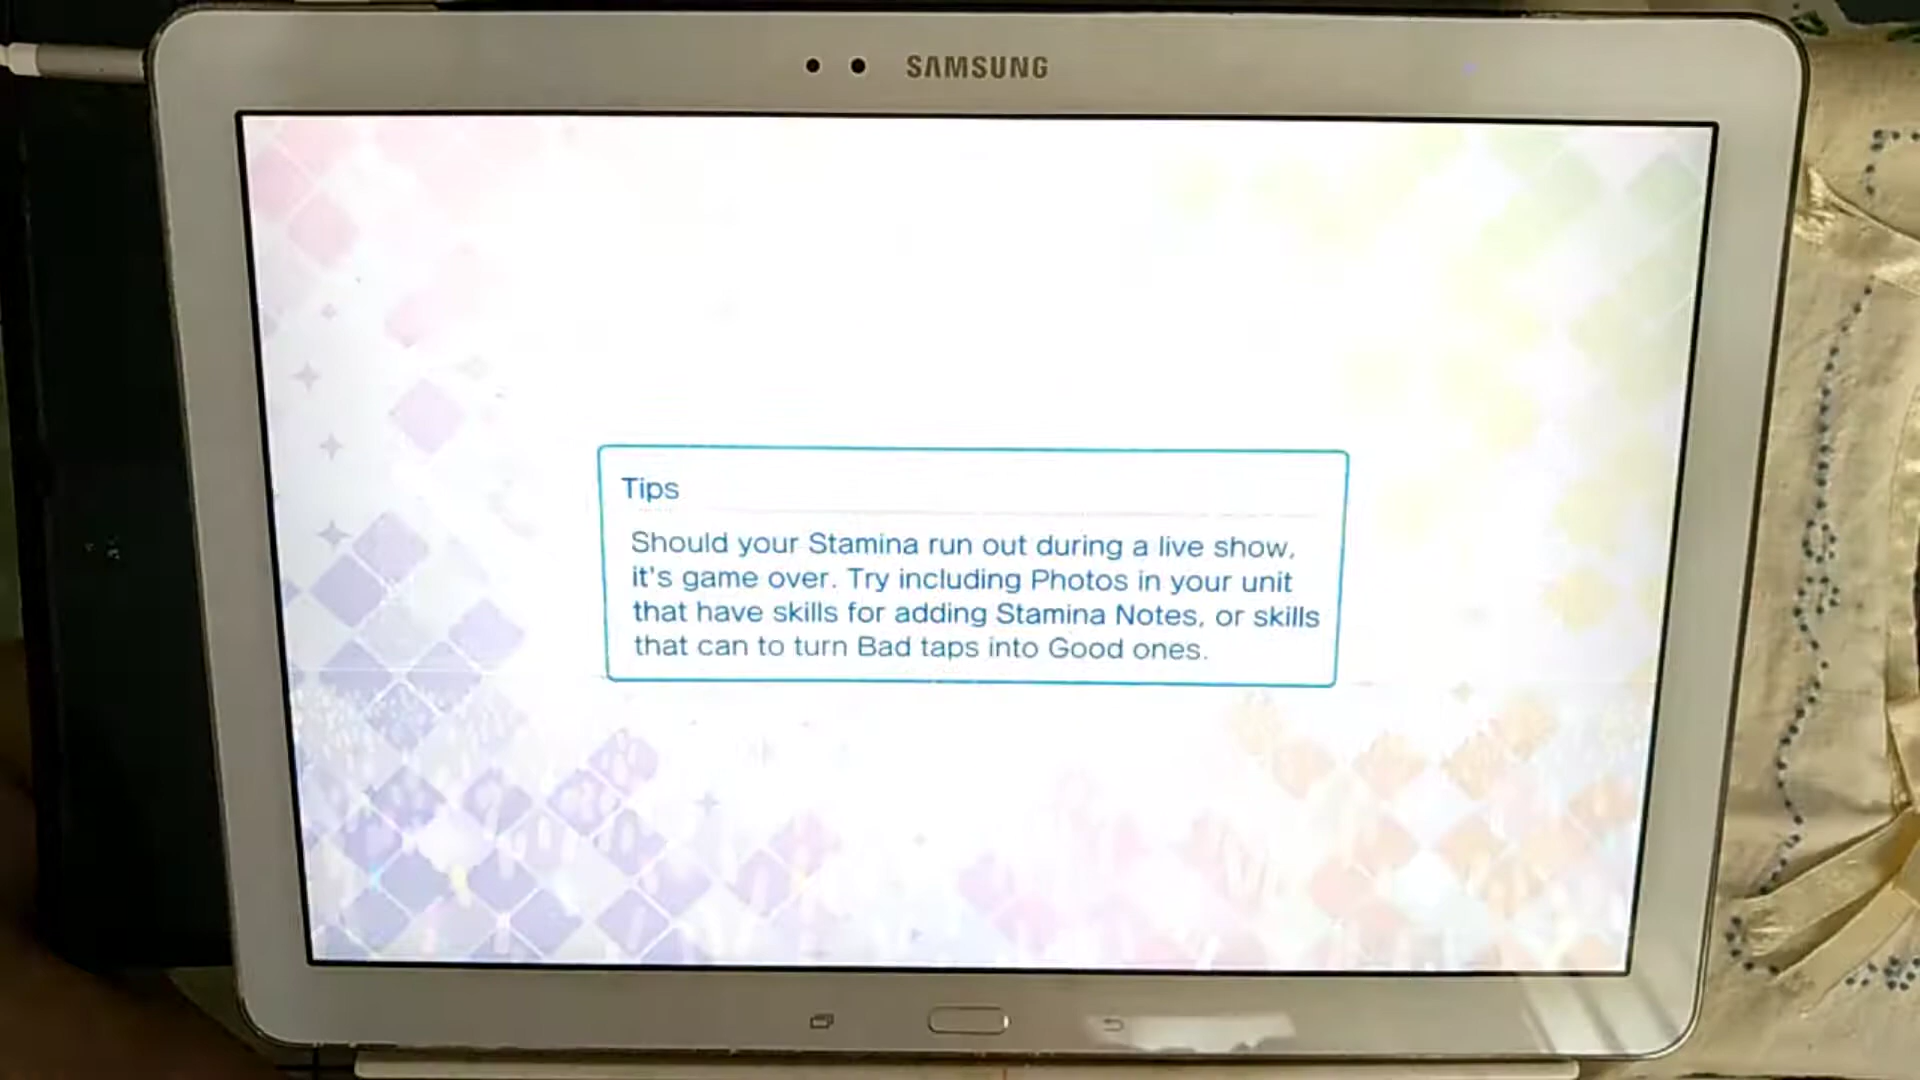 SAMSUNG
Tips
Should your Stamina run out during a live show,
it's game over. Try including Photos in your unit
that have skills for adding Stamina Notes, or skills
that can to turn Bad taps into Good ones.